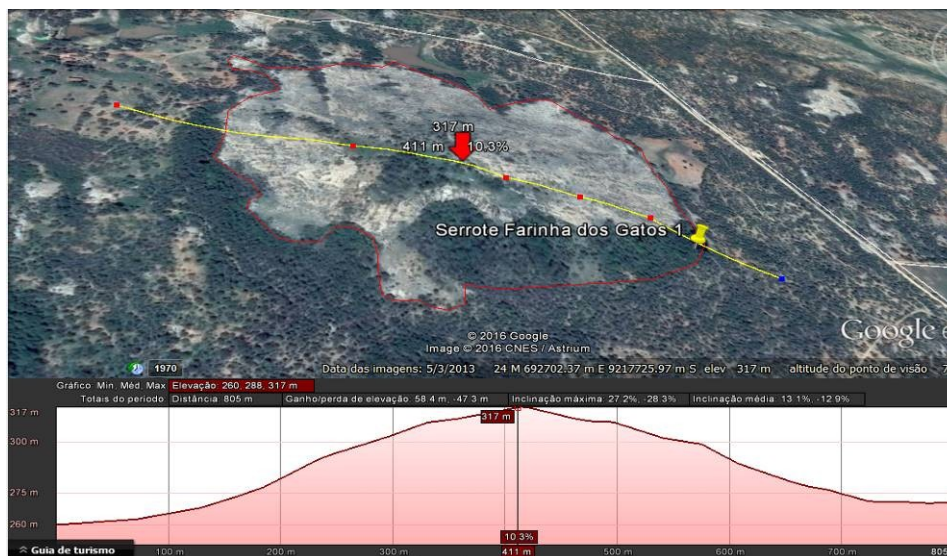 317 m
411 m 10.3%
Serrote Farinha dos Gatos 1
© 2016 Google
Image © 2016 CNES / Astrium
Google
1970
Data das imagens: 5/3/2013 24 M 692702.37 m E 9217725.97 m S elev 317 m altitude do ponto de visão
Gráfico: Min, Méd, Max Elevação: 260, 288, 317 m
Totais do período Distância: 805 m Ganho/perda de elevação: 58.4 m, -47.3 m Inclinação máxima: 27.2%, -28.3% Inclinação média: 13.1%, -12.9%
317 m
317 m
300 m
275 m
260 m
10.3%
Guia de turismo
100 m 200 m 300 m 411 m 500 m 600 m 700 m 805